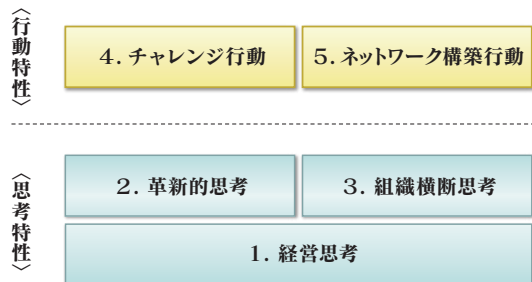 〈行動特性〉
4. チャレンジ行動
5. ネットワーク構築行動
〈思考特性〉
2. 革新的思考
3. 組織横断思考
1. 経営思考